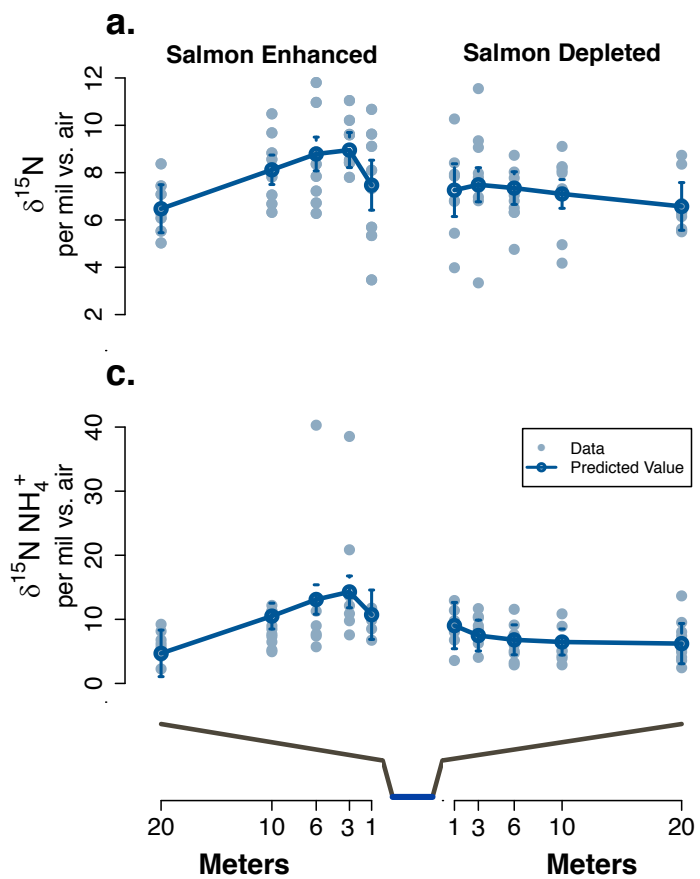 a.
Salmon Enhanced
Salmon Depleted
δ¹⁵N
per mil vs. air
12
10
8
6
4
2
c.
δ¹⁵N NH₄⁺
per mil vs. air
40
30
20
10
0
Data
Predicted Value
20 10 6 3 1
1 3 6 10 20
Meters
Meters